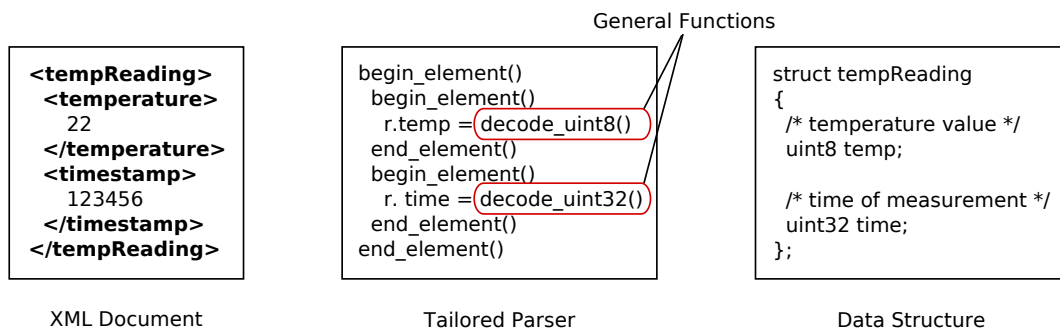 General Functions
<tempReading>
<temperature>
22
</temperature>
<timestamp>
123456
</timestamp>
</tempReading>
XML Document
begin_element()
begin_element()
r.temp = decode_uint8()
end_element()
begin_element()
r. time = decode_uint32()
end_element()
end_element()
Tailored Parser
struct tempReading
{
/* temperature value */
uint8 temp;
/* time of measurement */
uint32 time;
};
Data Structure